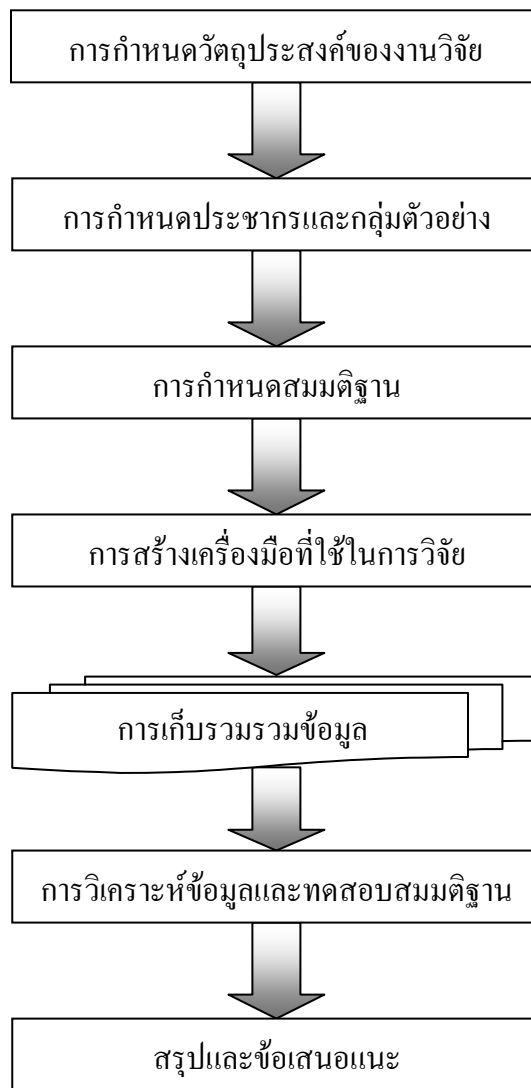 การกำหนดวัตถุประสงค์ของงานวิจัย
การกำหนดประชากรและกลุ่มตัวอย่าง
การกำหนดสมมติฐาน
การสร้างเครื่องมือที่ใช้ในการวิจัย
การเก็บรวมรวมข้อมูล
การวิเคราะห์ข้อมูลและทดสอบสมมติฐาน
สรุปและข้อเสนอแนะ